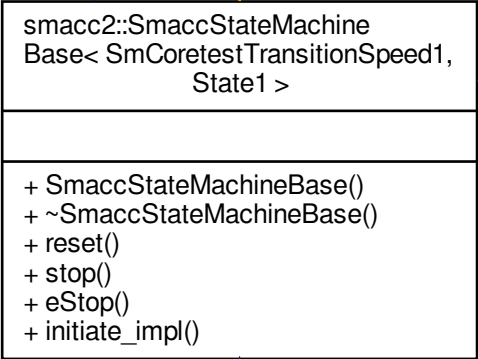 smacc2::SmaccStateMachine
Base< SmCoretestTransitionSpeed1,
State1 >
+ SmaccStateMachineBase()
+ ~SmaccStateMachineBase()
+ reset()
+ stop()
+ eStop()
+ initiate_impl()